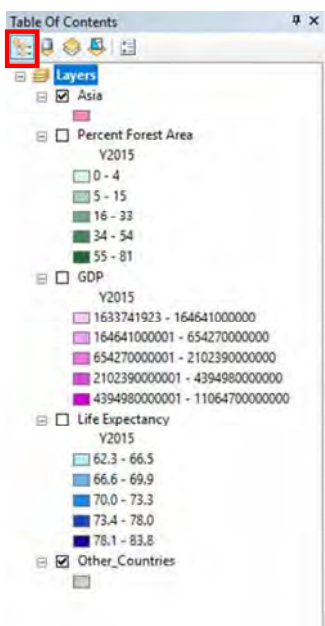 Table Of Contents
Layers
Asia
Percent Forest Area
Y2015
0 - 4
5 - 15
16 - 33
34 - 54
55 - 81
GDP
Y2015
1633741923 - 164641000000
164641000001 - 654270000000
654270000001 - 2102390000000
2102390000001 - 4394980000000
4394980000001 - 11064700000000
Life Expectancy
Y2015
62.3 - 66.5
66.6 - 69.9
70.0 - 73.3
73.4 - 78.0
78.1 - 83.8
Other_Countries